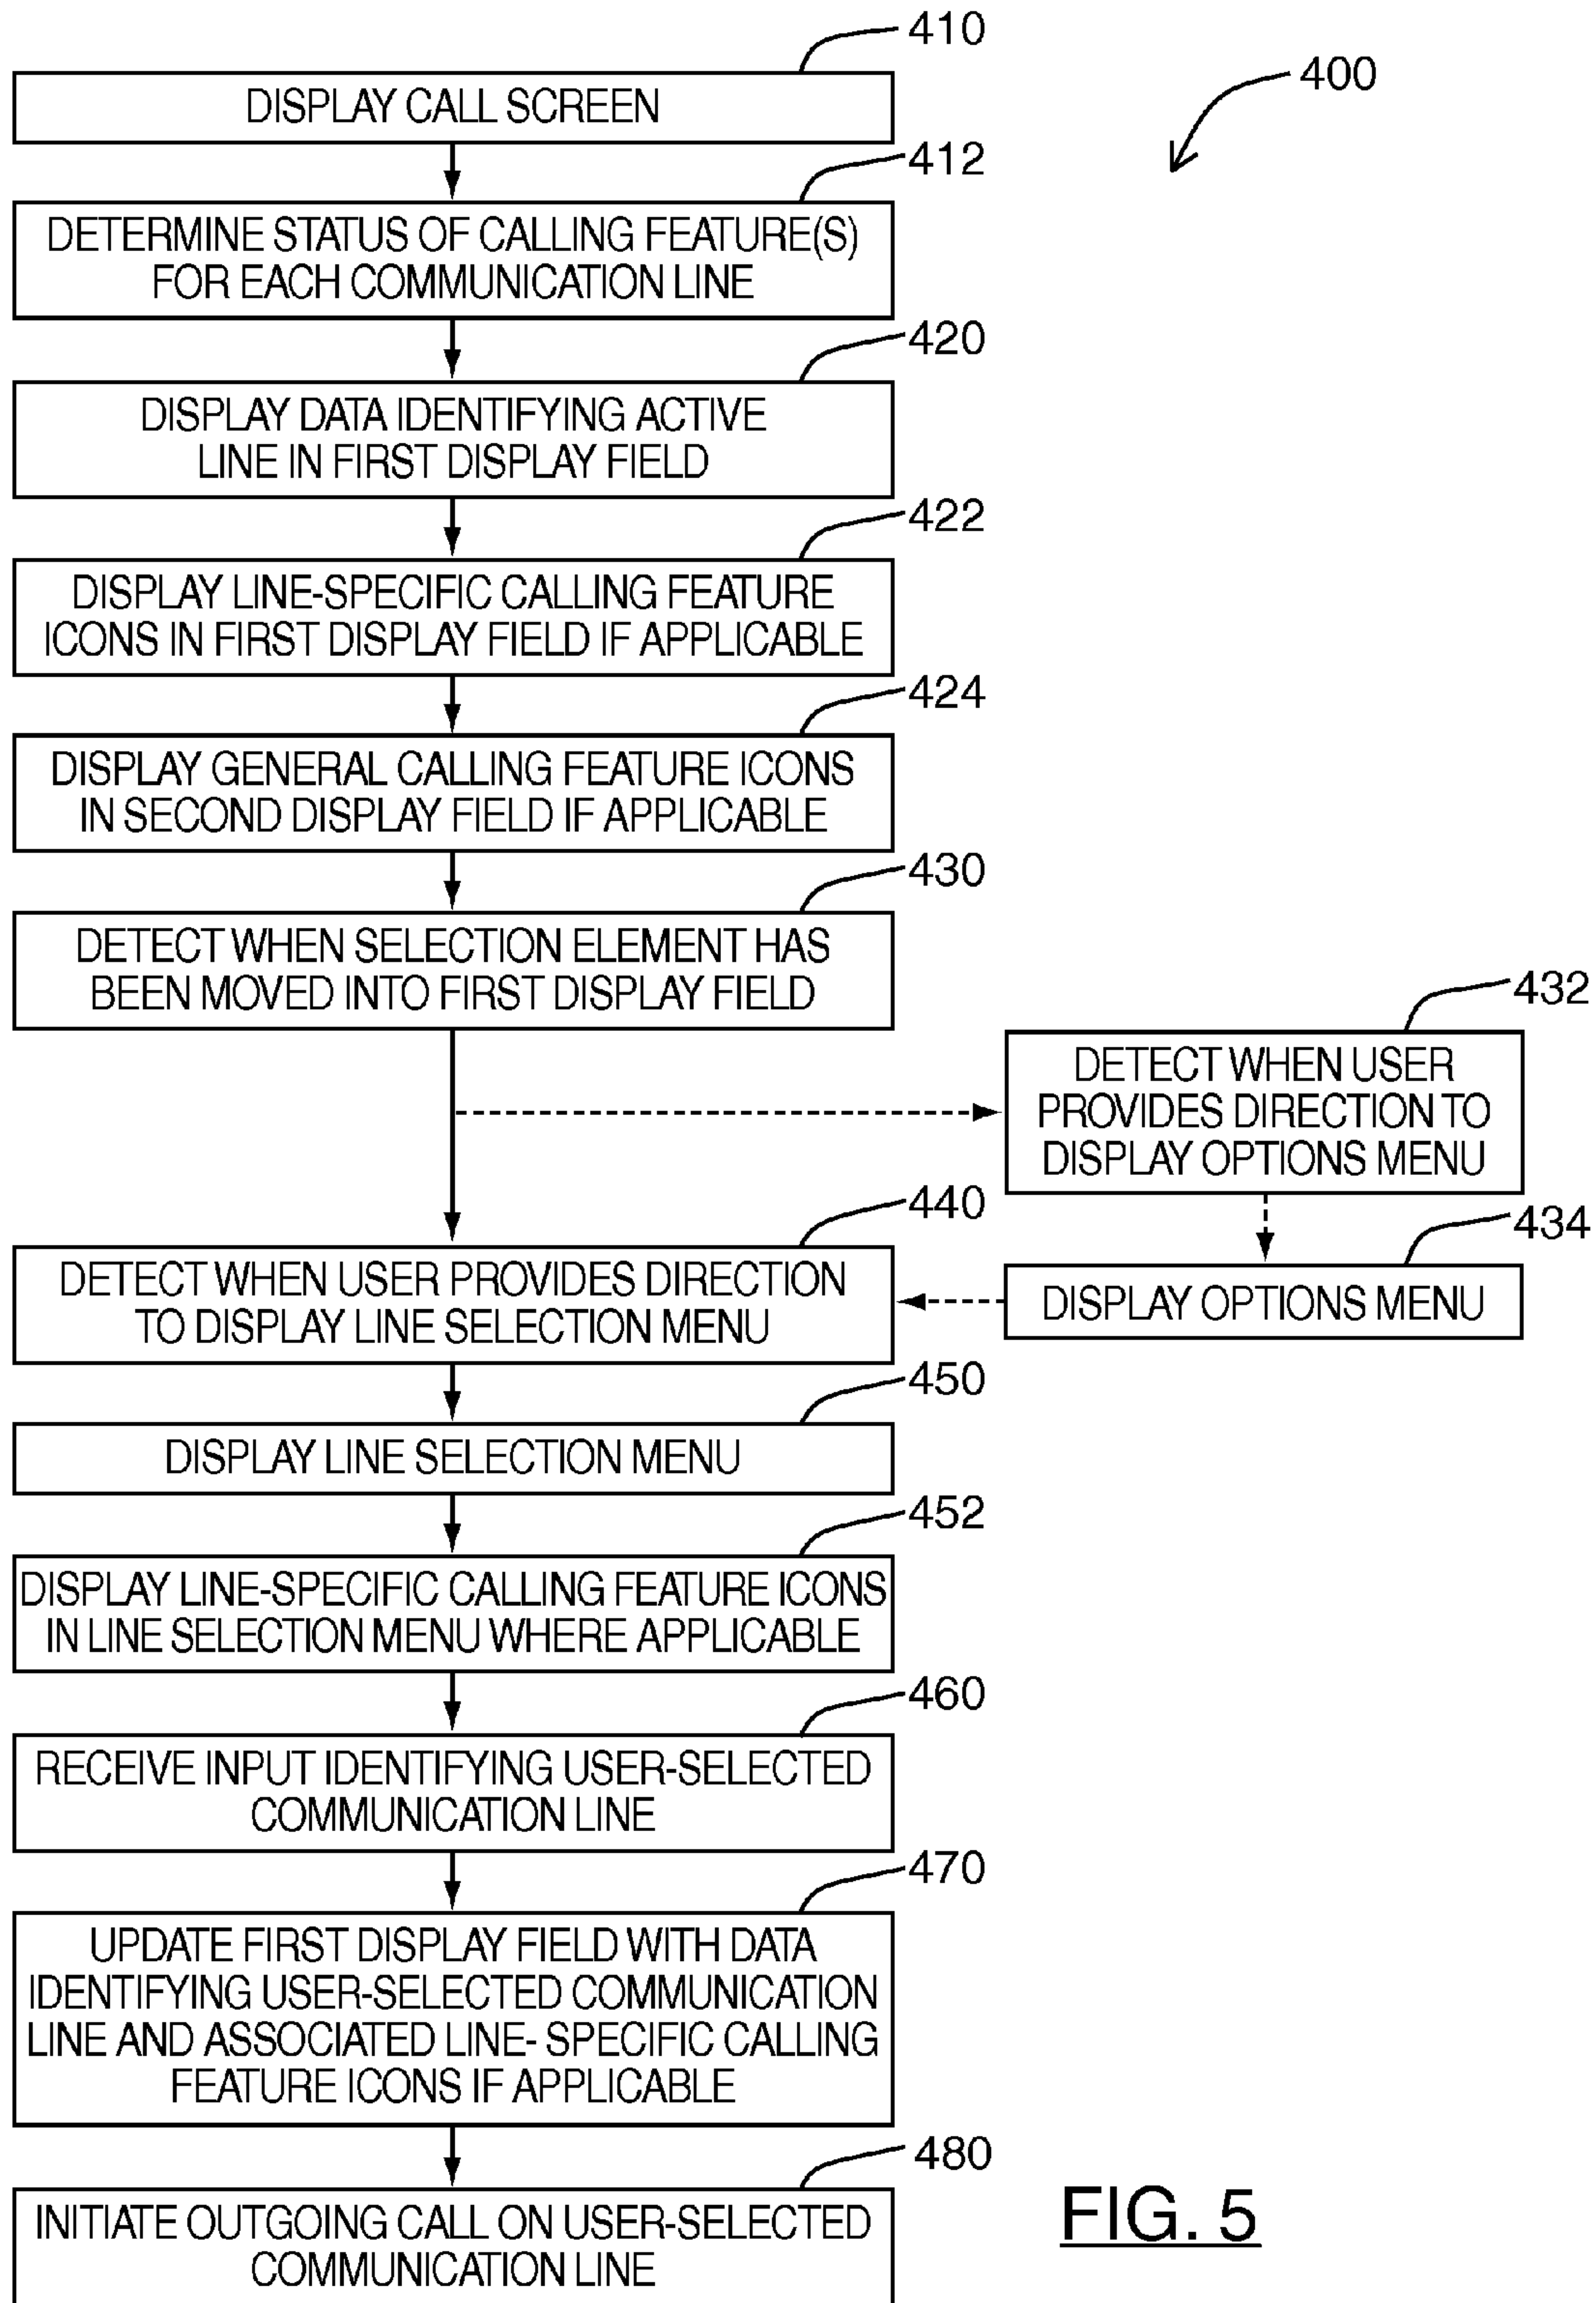 410
400
DISPLAY CALL SCREEN
412
DETERMINE STATUS OF CALLING FEATURE(S)
FOR EACH COMMUNICATION LINE
420
DISPLAY DATA IDENTIFYING ACTIVE
LINE IN FIRST DISPLAY FIELD
422
DISPLAY LINE-SPECIFIC CALLING FEATURE
ICONS IN FIRST DISPLAY FIELD IF APPLICABLE
424
DISPLAY GENERAL CALLING FEATURE ICONS
IN SECOND DISPLAY FIELD IF APPLICABLE
430
DETECT WHEN SELECTION ELEMENT HAS
BEEN MOVED INTO FIRST DISPLAY FIELD
432
DETECT WHEN USER
PROVIDES DIRECTION TO
DISPLAY OPTIONS MENU
434
DISPLAY OPTIONS MENU
440
DETECT WHEN USER PROVIDES DIRECTION
TO DISPLAY LINE SELECTION MENU
450
DISPLAY LINE SELECTION MENU
452
DISPLAY LINE-SPECIFIC CALLING FEATURE ICONS
IN LINE SELECTION MENU WHERE APPLICABLE
460
RECEIVE INPUT IDENTIFYING USER-SELECTED
COMMUNICATION LINE
470
UPDATE FIRST DISPLAY FIELD WITH DATA
IDENTIFYING USER-SELECTED COMMUNICATION
LINE AND ASSOCIATED LINE- SPECIFIC CALLING
FEATURE ICONS IF APPLICABLE
480
INITIATE OUTGOING CALL ON USER-SELECTED
COMMUNICATION LINE
FIG. 5